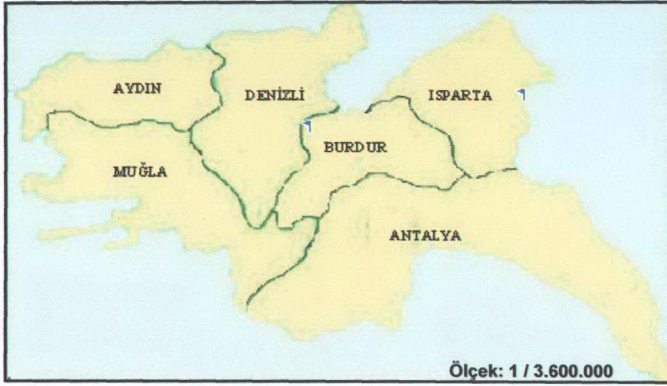 AYDIN
DENİZLİ
ISPARTA
BURDUR
MUĞLA
ANTALYA
Ölçek: 1 / 3.600.000